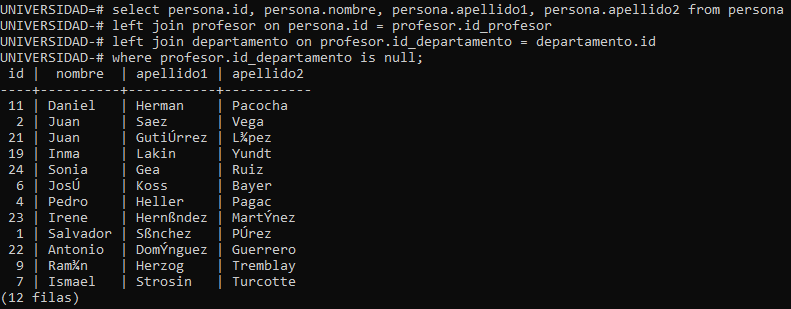 UNIVERSIDAD=# select persona.id, persona.nombre, persona.apellido1, persona.apellido2 from persona
UNIVERSIDAD-# left join profesor on persona.id = profesor.id_profesor
UNIVERSIDAD-# left join departamento on profesor.id_departamento = departamento.id
UNIVERSIDAD-# where profesor.id_departamento is null;
 id |  nombre  | apellido1 | apellido2
----+----------+-----------+-----------
 11 | Daniel   | Herman    | Pacocha
  2 | Juan     | Saez      | Vega
 21 | Juan     | GutiÚrrez | L¾pez
 19 | Inma     | Lakin     | Yundt
 24 | Sonia    | Gea       | Ruiz
  6 | JosÚ     | Koss      | Bayer
  4 | Pedro    | Heller    | Pagac
 23 | Irene    | Hernßndez | MartÝnez
  1 | Salvador | Sßnchez   | PÚrez
 22 | Antonio  | DomÝnguez | Guerrero
  9 | Ram¾n    | Herzog    | Tremblay
  7 | Ismael   | Strosin   | Turcotte
(12 filas)